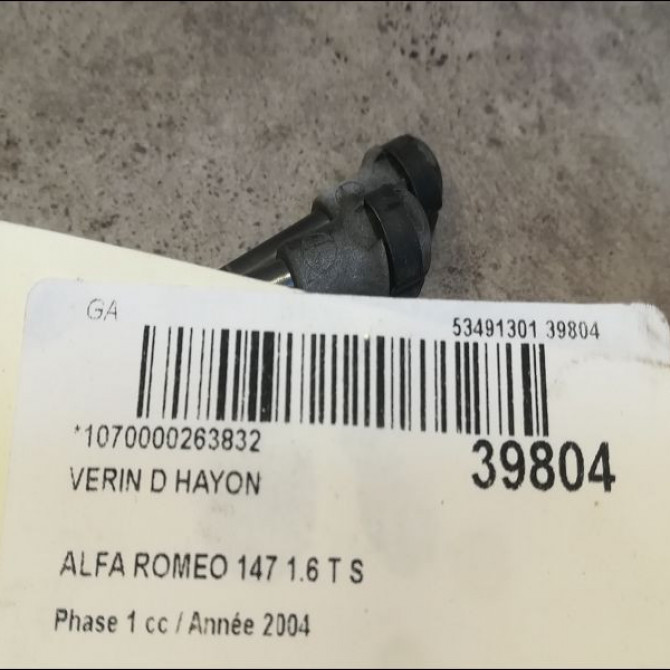 GA
53491301 39804
*1070000263832
39804
VERIN D HAYON
ALFA ROMEO 147 1.6 T S
Phase 1 cc / Année 2004